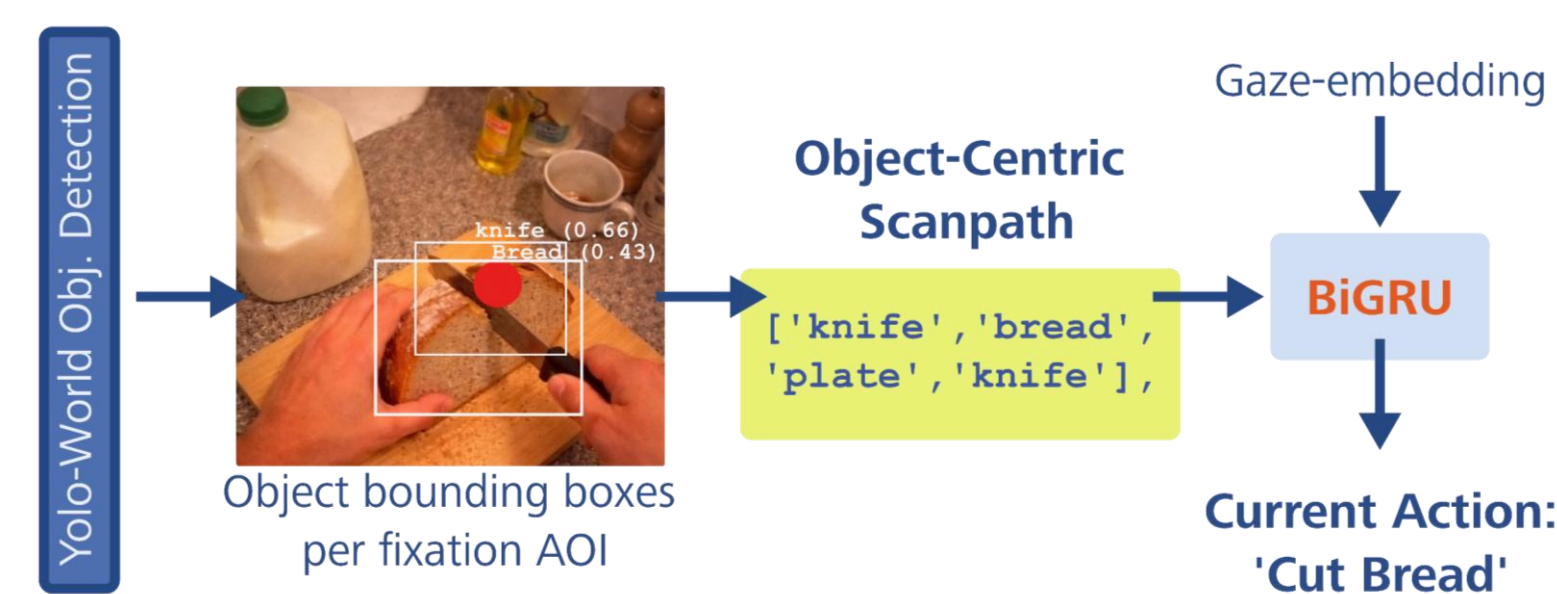 Yolo-World Obj. Detection
knife (0.66)
Bread (0.43)
Object bounding boxes
per fixation AOI
Object-Centric
Scanpath
['knife','bread',
'plate','knife'],
Gaze-embedding
BiGRU
Current Action:
'Cut Bread'